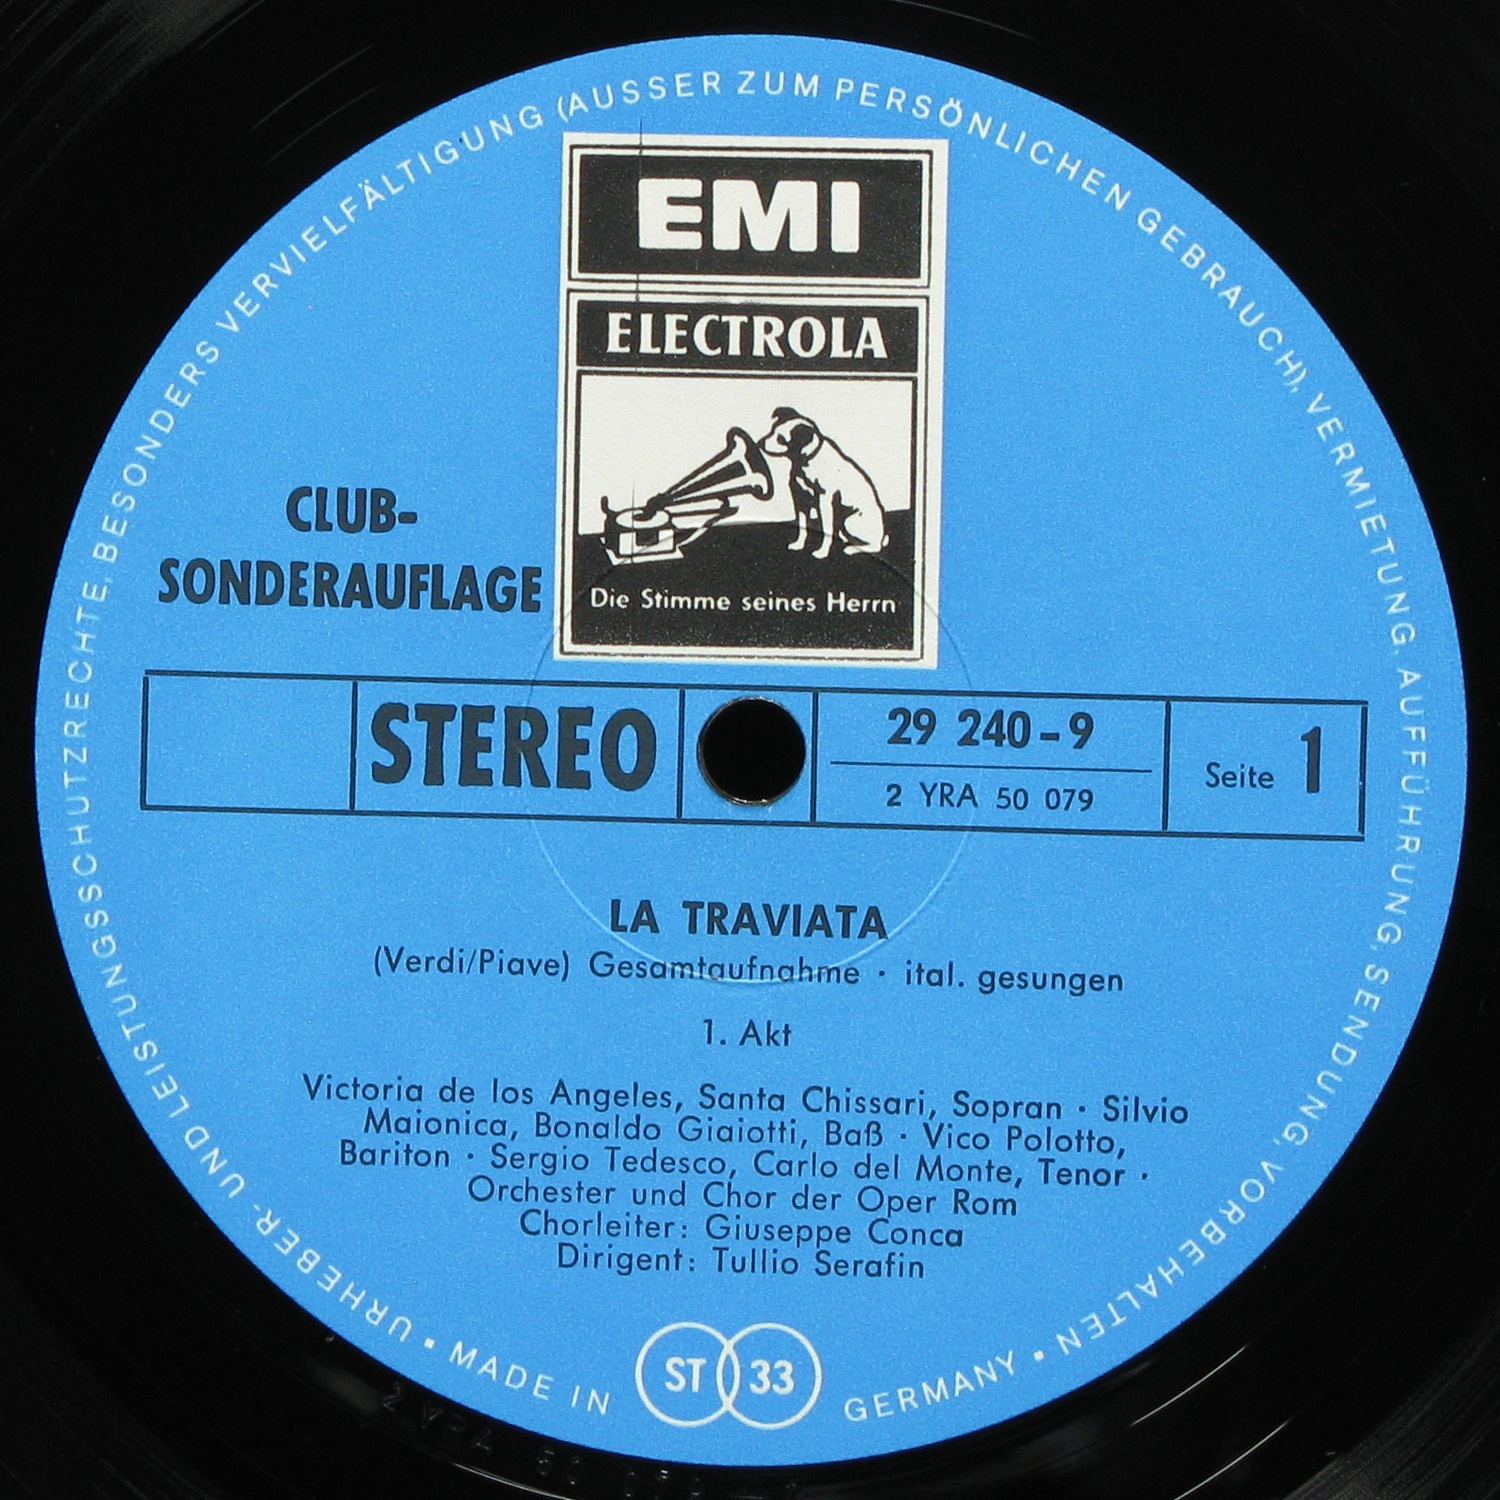 EMI
ELECTROLA
Die Stimme seines Herrn
CLUB-
SONDERAUFLAGE
STEREO
29 240-9
2 YRA 50 079
Seite 1
LA TRAVIATA
(Verdi/Piave) Gesamtaufnahme · ital. gesungen
1. Akt
Victoria de los Angeles, Santa Chissari, Sopran · Silvio
Maionica, Bonaldo Giaiotti, Baß · Vico Polotto,
Bariton · Sergio Tedesco, Carlo del Monte, Tenor ·
Orchester und Chor der Oper Rom
Chorleiter: Giuseppe Conca
Dirigent: Tullio Serafin
ST 33
URHEBER- UND LEISTUNGSSCHUTZRECHTE, BESONDERS VERVIELFÄLTIGUNG (AUSSER ZUM PERSÖNLICHEN GEBRAUCH), VERMIETUNG, AUFFÜHRUNG, SENDUNG, VORBEHALTEN
· MADE IN GERMANY ·